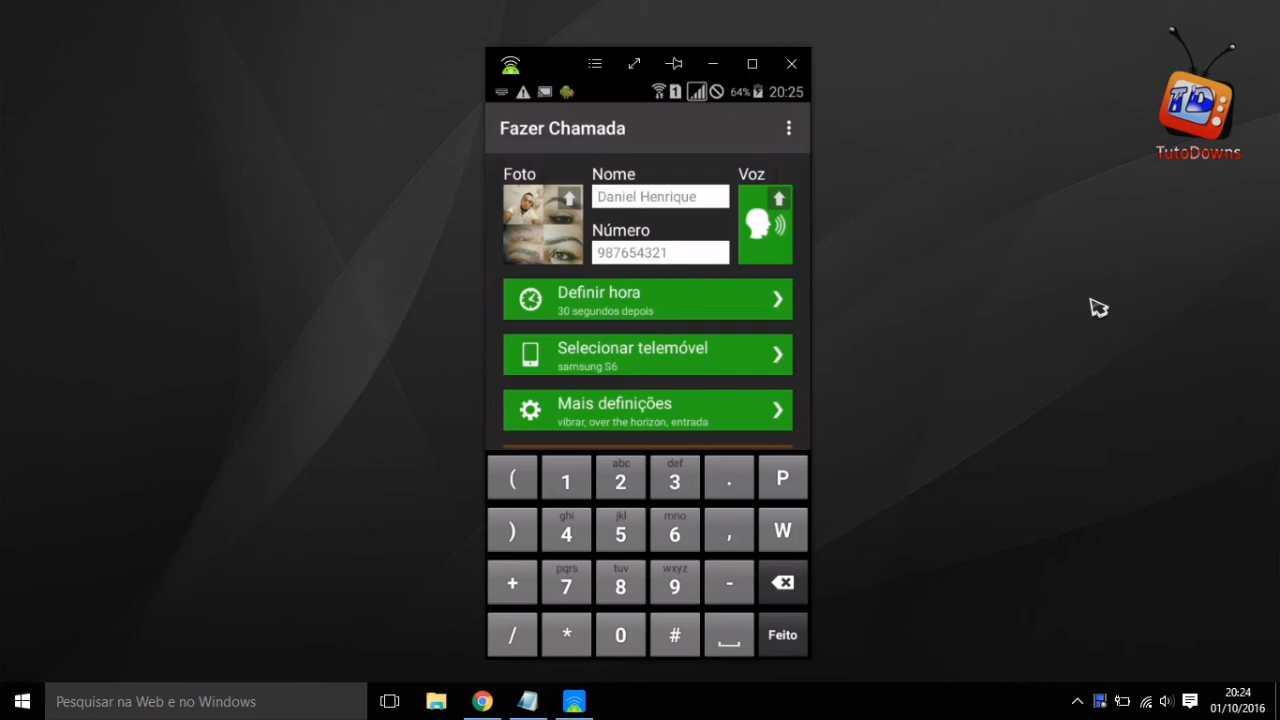 TD
TutoDowns
1
64%
20:25
Fazer Chamada
Foto
Nome
Voz
Daniel Henrique
Número
987654321
Definir hora
30 segundos depois
Selecionar telemóvel
samsung S6
Mais definições
vibrar, over the horizon, entrada
( 1 abc 2 def 3 . P
) ghi 4 jkl 5 mno 6 , W
+ pqrs 7 tuv 8 wxyz 9 -
/ * 0 # Feito
Pesquisar na Web e no Windows
20:24
01/10/2016